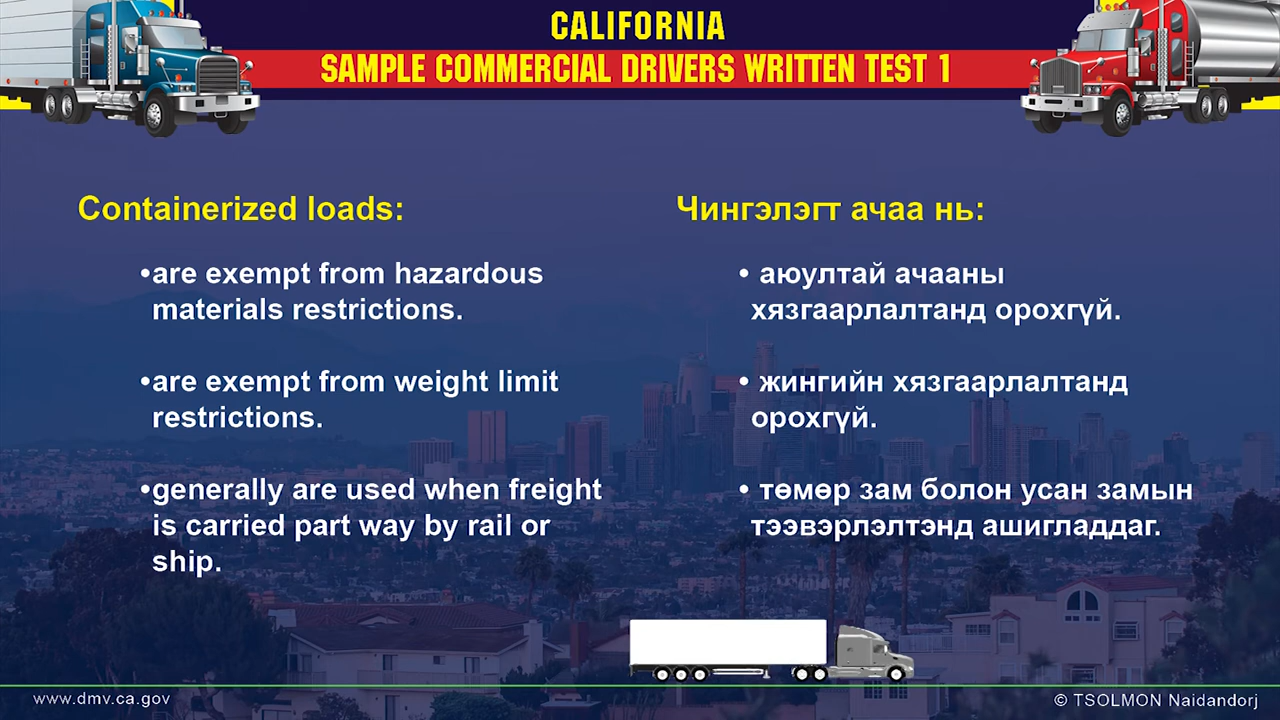 CALIFORNIA
SAMPLE COMMERCIAL DRIVERS WRITTEN TEST 1
Containerized loads:
•are exempt from hazardous
materials restrictions.
•are exempt from weight limit
restrictions.
•generally are used when freight
is carried part way by rail or
ship.
Чингэлэгт ачаа нь:
• аюултай ачааны
хязгаарлалтанд орохгүй.
• жингийн хязгаарлалтанд
орохгүй.
• төмөр зам болон усан замын
тээвэрлэлтэнд ашигладдаг.
www.dmv.ca.gov
© TSOLMON Naidandorj